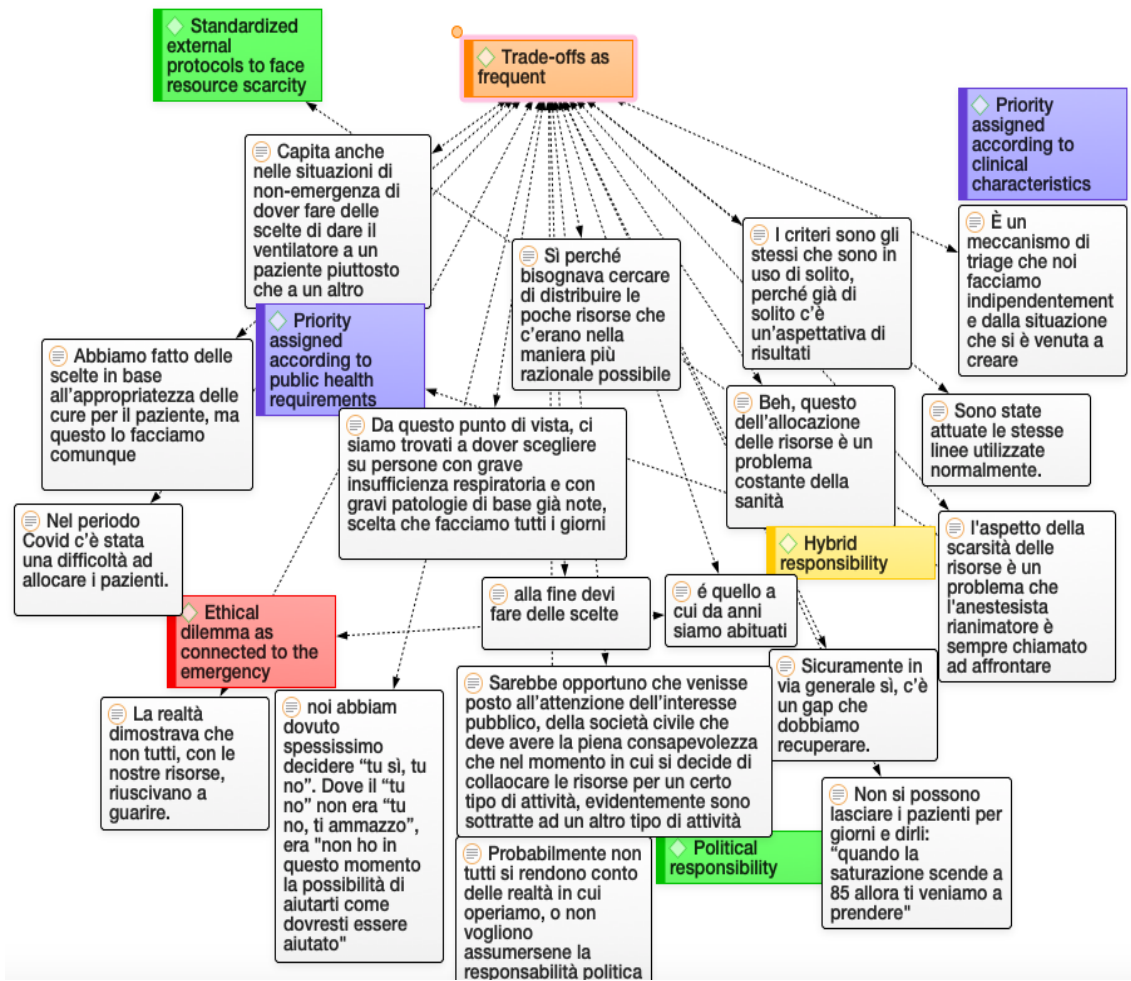 Standardized
external
protocols to face
resource scarcity
Trade-offs as
frequent
Priority
assigned
according to
clinical
characteristics
Capita anche
nelle situazioni di
non-emergenza di
dover fare delle
scelte di dare il
ventilatore a un
paziente piuttosto
che a un altro
Sì perché
bisognava cercare
di distribuire le
poche risorse che
c'erano nella
maniera più
razionale possibile
I criteri sono gli
stessi che sono in
uso di solito,
perché già di
solito c'è
un'aspettativa di
risultati
È un
meccanismo di
triage che noi
facciamo
indipendentement
e dalla situazione
che si è venuta a
creare
Priority
assigned
according to
public health
requirements
Abbiamo fatto delle
scelte in base
all'appropriatezza delle
cure per il paziente, ma
questo lo facciamo
comunque
Da questo punto di vista, ci
siamo trovati a dover scegliere
su persone con grave
insufficienza respiratoria e con
gravi patologie di base già note,
scelta che facciamo tutti i giorni
Beh, questo
dell'allocazione
delle risorse è un
problema
costante della
sanità
Sono state
attuate le stesse
linee utilizzate
normalmente.
Nel periodo
Covid c'è stata
una difficoltà ad
allocare i pazienti.
Hybrid
responsibility
l'aspetto della
scarsità delle
risorse è un
problema che
l'anestesista
rianimatore è
sempre chiamato
ad affrontare
alla fine devi
fare delle scelte
é quello a
cui da anni
siamo abituati
Ethical
dilemma as
connected to the
emergency
Sicuramente in
via generale sì, c'è
un gap che
dobbiamo
recuperare.
La realtà
dimostrava che
non tutti, con le
nostre risorse,
riuscivano a
guarire.
noi abbiam
dovuto
spessissimo
decidere “tu sì, tu
no”. Dove il “tu
no” non era “tu
no, ti ammazzo”,
era "non ho in
questo momento
la possibilità di
aiutarti come
dovresti essere
aiutato"
Sarebbe opportuno che venisse
posto all'attenzione dell'interesse
pubblico, della società civile che
deve avere la piena consapevolezza
che nel momento in cui si decide di
collaocare le risorse per un certo
tipo di attività, evidentemente sono
sottratte ad un altro tipo di attività
Non si possono
lasciare i pazienti per
giorni e dirli:
“quando la
saturazione scende a
85 allora ti veniamo a
prendere"
Political
responsibility
Probabilmente non
tutti si rendono conto
delle realtà in cui
operiamo, o non
vogliono
assumersene la
responsabilità politica